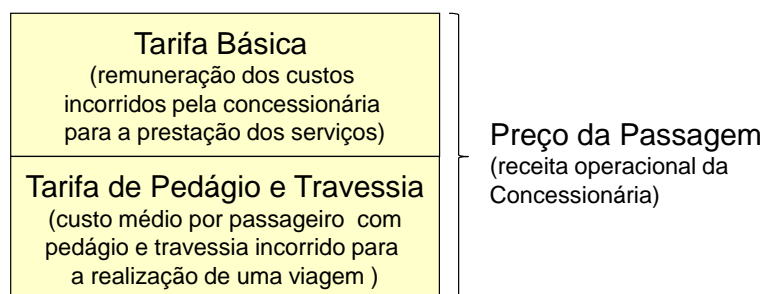 Tarifa Básica
(remuneração dos custos
incorridos pela concessionária
para a prestação dos serviços)
Tarifa de Pedágio e Travessia
(custo médio por passageiro com
pedágio e travessia incorrido para
a realização de uma viagem )
Preço da Passagem
(receita operacional da
Concessionária)